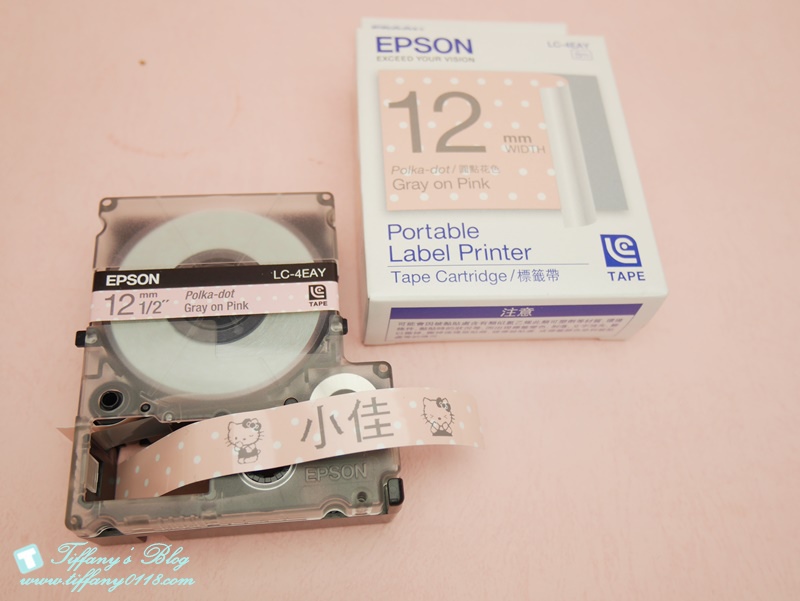 EPSON
EXCEED YOUR VISION
LC-4EAY
12 mm WIDTH
Polka-dot/圓點花色
Gray on Pink
Portable
Label Printer
Tape Cartridge/標籤帶
LC
TAPE
注意
EPSON LC-4EAY
12 mm 1/2″ Polka-dot
Gray on Pink
LC
TAPE
小佳
EPSON
T
Tiffany's Blog
www.tiffany0118.com